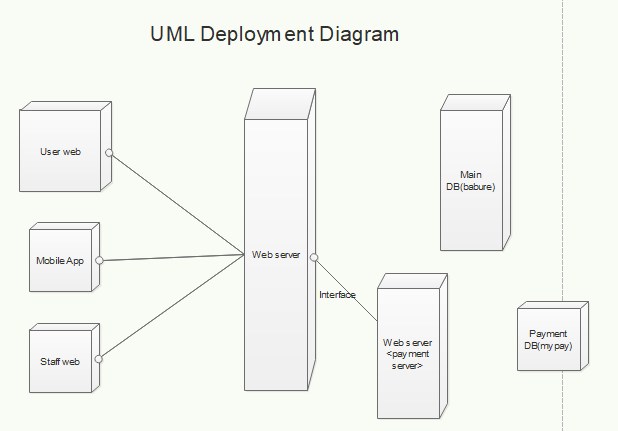 UML Deployment Diagram
User web
Mobile App
Staff web
Web server
Interface
Main
DB(babure)
Web server
<payment
server>
Payment
DB(mypay)